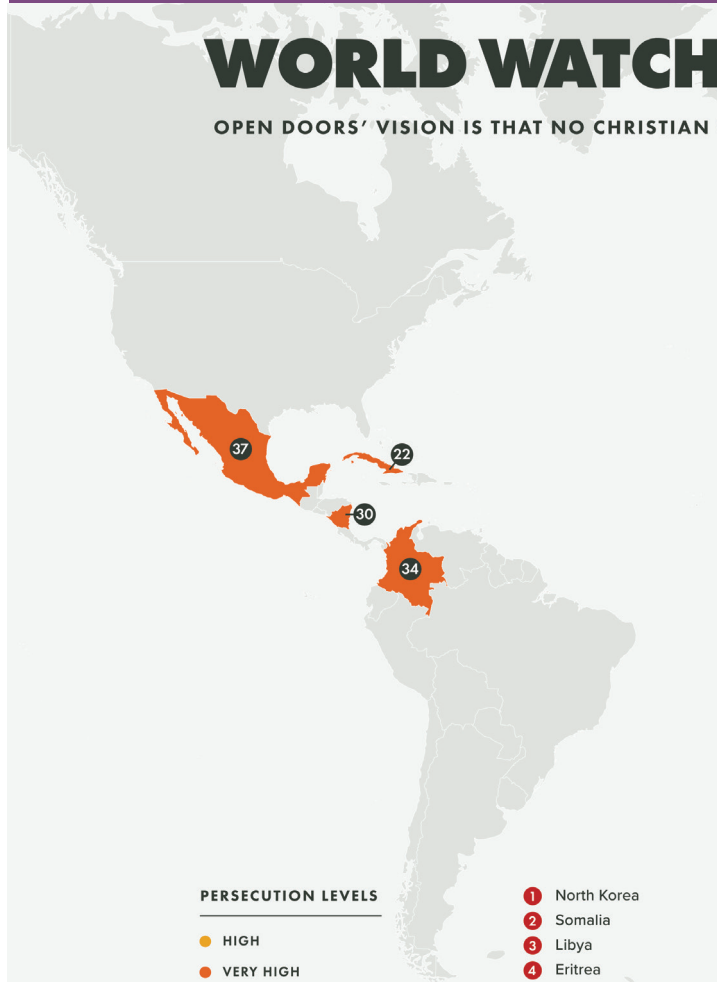 WORLD WATCH
OPEN DOORS' VISION IS THAT NO CHRISTIAN
37
22
30
34
PERSECUTION LEVELS
HIGH
VERY HIGH
1 North Korea
2 Somalia
3 Libya
4 Eritrea